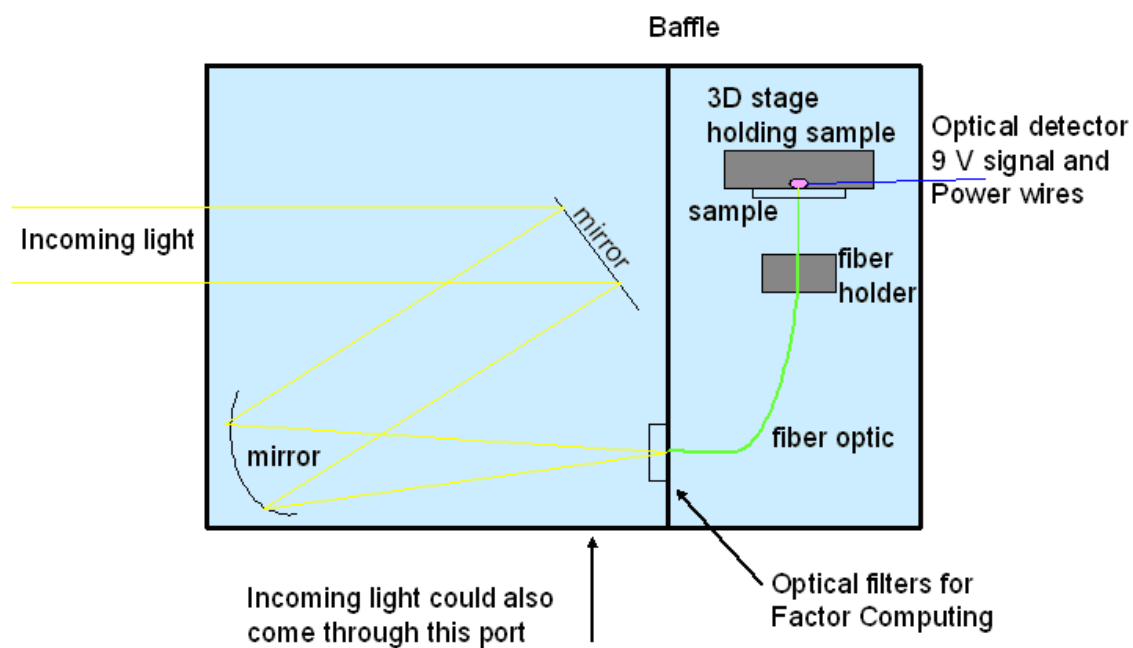 Baffle
3D stage
holding sample
Optical detector
9 V signal and
Power wires
sample
mirror
Incoming light
fiber
holder
mirror
fiber optic
Incoming light could also
come through this port
Optical filters for
Factor Computing